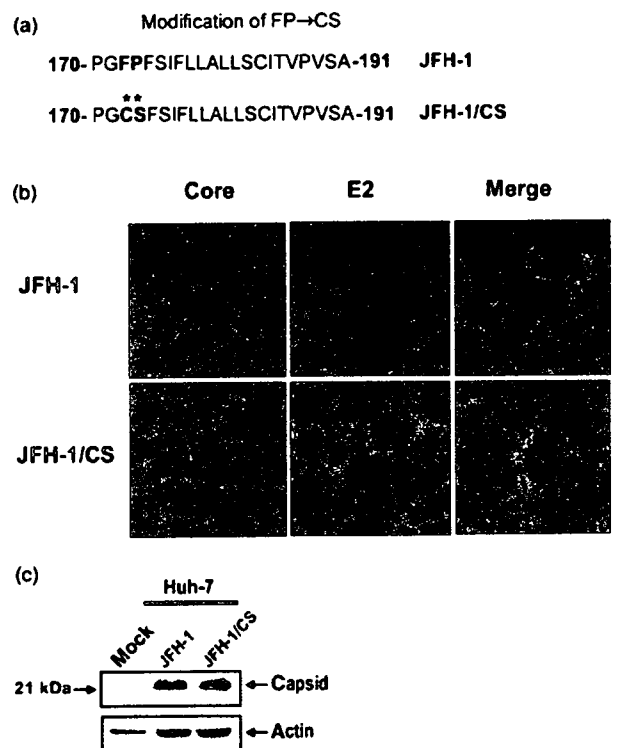 (a) Modification of FP→CS
170- PGFPFSIFLLALLSCITVPVSA-191 JFH-1
**
170- PGCSFSIFLLALLSCITVPVSA-191 JFH-1/CS
(b) Core E2 Merge
JFH-1
JFH-1/CS
(c)
Huh-7
Mock JFH-1 JFH-1/CS
21 kDa→ ←Capsid
←Actin